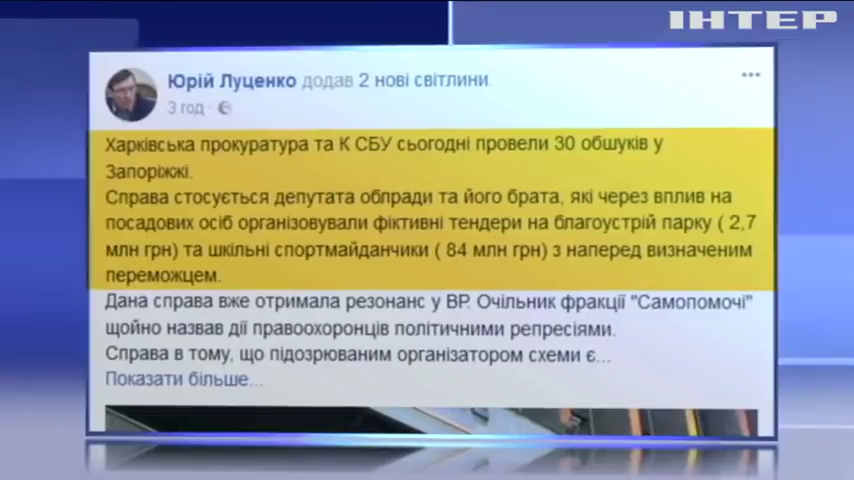 ІНТЕР
Юрій Луценко додав 2 нові світлини.
3 год ·
Харківська прокуратура та К СБУ сьогодні провели 30 обшуків у
Запоріжжі.
Справа стосується депутата облради та його брата, які через вплив на
посадових осіб організовували фіктивні тендери на благоустрій парку ( 2,7
млн грн) та шкільні спортмайданчики ( 84 млн грн) з наперед визначеним
переможцем.
Дана справа вже отримала резонанс у ВР. Очільник фракції "Самопомочі"
щойно назвав дії правоохоронців політичними репресіями.
Справа в тому, що підозрюваним організатором схеми є...
Показати більше...